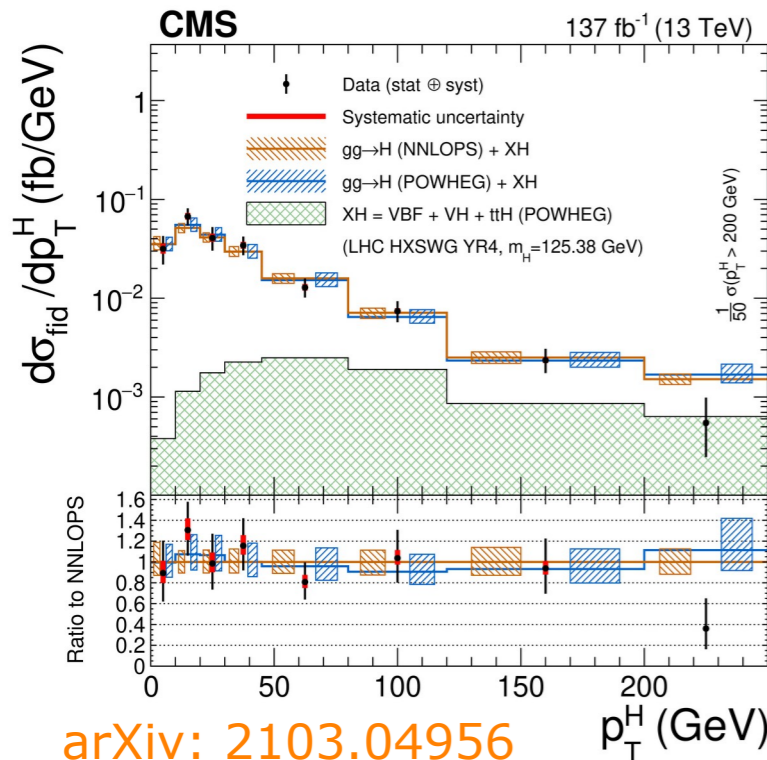 CMS 137 fb⁻¹ (13 TeV)
Data (stat ⊕ syst)
Systematic uncertainty
gg→H (NNLOPS) + XH
gg→H (POWHEG) + XH
XH = VBF + VH + ttH (POWHEG)
(LHC HXSWG YR4, m_H=125.38 GeV)
dσ_fid/dp_T^H (fb/GeV)
1
10⁻¹
10⁻²
10⁻³
1/50 σ(p_T^H > 200 GeV)
Ratio to NNLOPS
1.6
1.4
1.2
1
0.8
0.6
0.4
0.2
0
0 50 100 150 200
p_T^H (GeV)
arXiv: 2103.04956